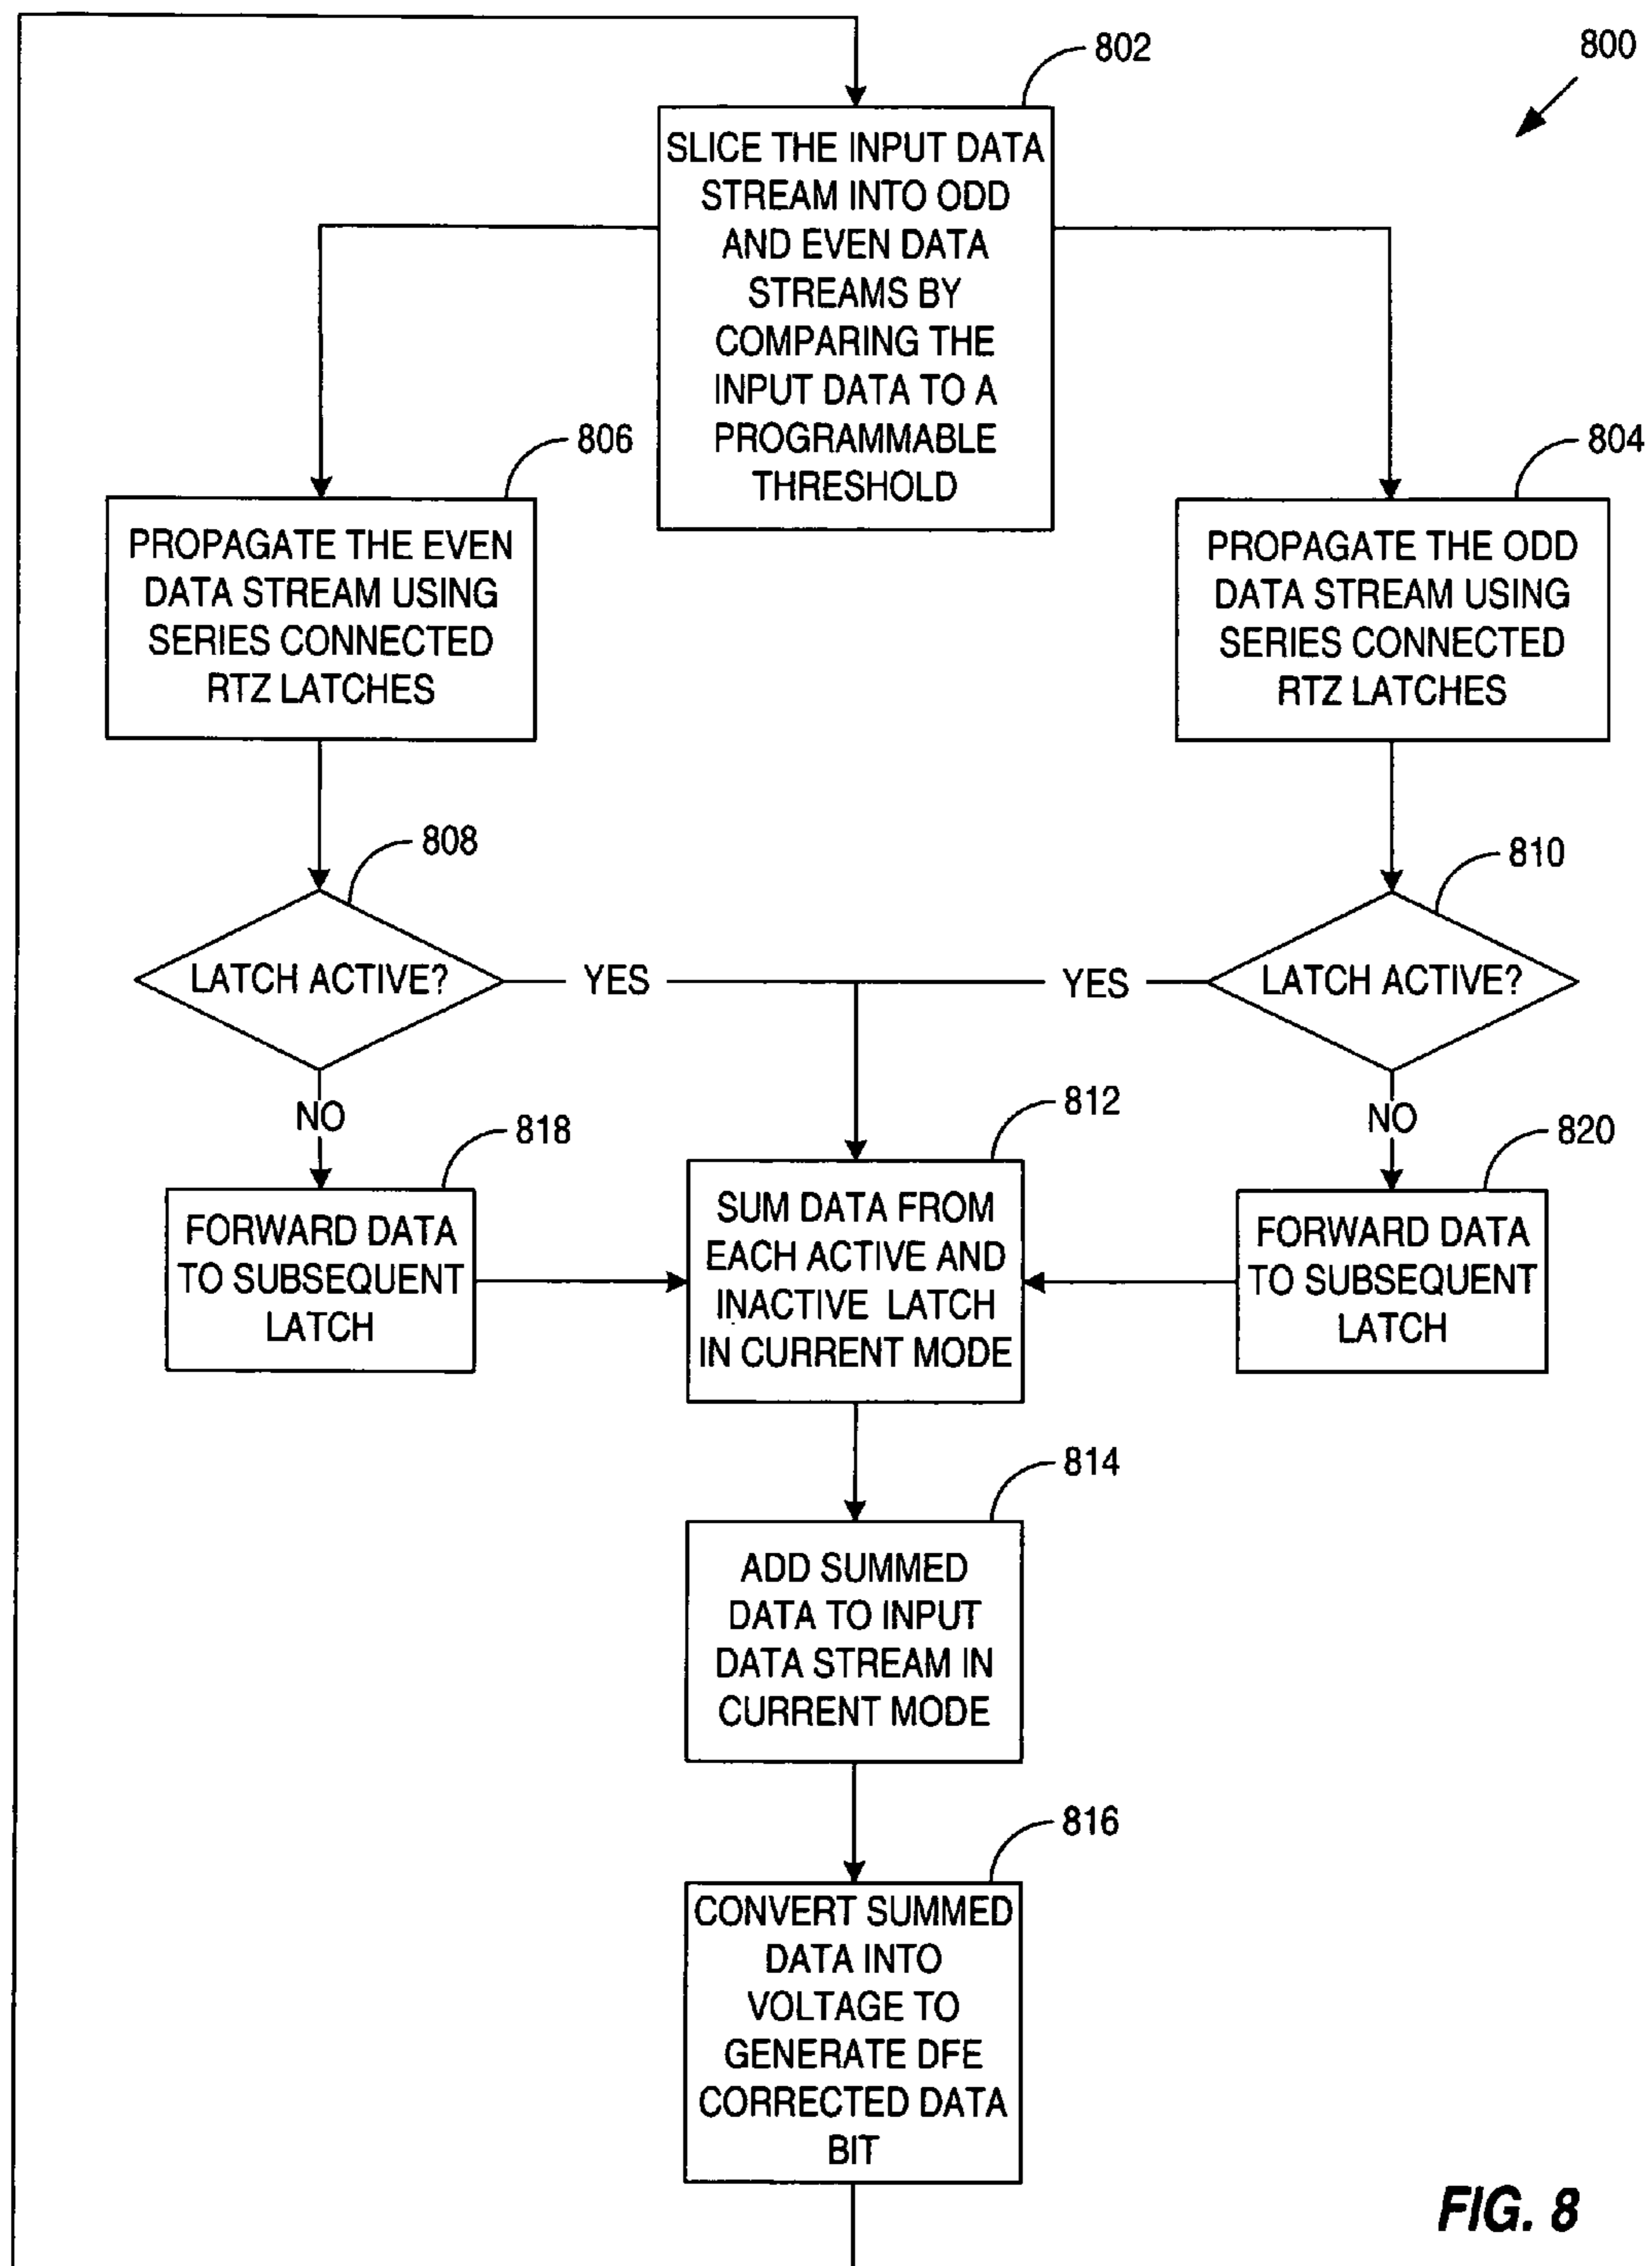 800
802
SLICE THE INPUT DATA
STREAM INTO ODD
AND EVEN DATA
STREAMS BY
COMPARING THE
INPUT DATA TO A
PROGRAMMABLE
THRESHOLD
806
PROPAGATE THE EVEN
DATA STREAM USING
SERIES CONNECTED
RTZ LATCHES
804
PROPAGATE THE ODD
DATA STREAM USING
SERIES CONNECTED
RTZ LATCHES
808
LATCH ACTIVE?
YES
NO
810
LATCH ACTIVE?
YES
NO
818
FORWARD DATA
TO SUBSEQUENT
LATCH
812
SUM DATA FROM
EACH ACTIVE AND
INACTIVE LATCH
IN CURRENT MODE
820
FORWARD DATA
TO SUBSEQUENT
LATCH
814
ADD SUMMED
DATA TO INPUT
DATA STREAM IN
CURRENT MODE
816
CONVERT SUMMED
DATA INTO
VOLTAGE TO
GENERATE DFE
CORRECTED DATA
BIT
FIG. 8